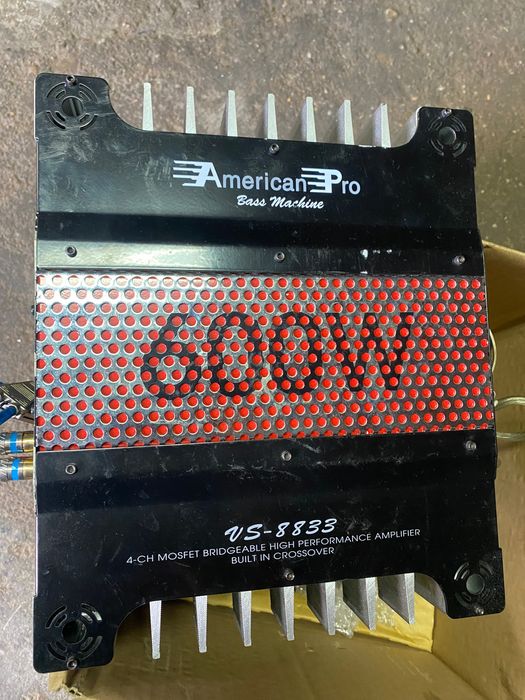 American Pro
Bass Machine
600W
VS-8833
4-CH MOSFET BRIDGEABLE HIGH PERFORMANCE AMPLIFIER
BUILT IN CROSSOVER